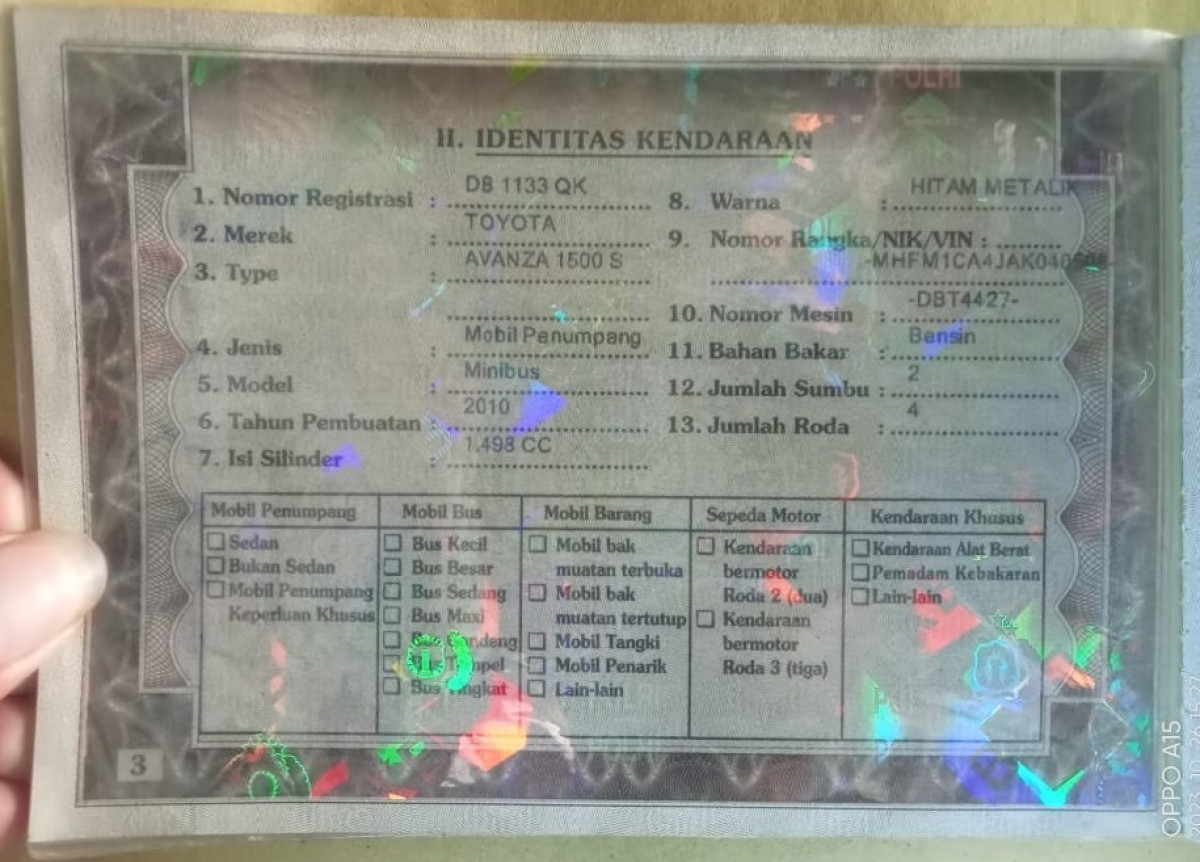 POLRI
II. IDENTITAS KENDARAAN
1. Nomor Registrasi : DB 1133 QK
2. Merek : TOYOTA
3. Type : AVANZA 1500 S
4. Jenis : Mobil Penumpang
5. Model : Minibus
6. Tahun Pembuatan : 2010
7. Isi Silinder : 1.498 CC
8. Warna : HITAM METALIK
9. Nomor Rangka/NIK/VIN :
10. Nomor Mesin : -DBT4427-
11. Bahan Bakar : Bensin
12. Jumlah Sumbu : 2
13. Jumlah Roda : 4
Mobil Penumpang
Sedan
Bukan Sedan
Mobil Penumpang
Keperluan Khusus
Mobil Bus
Bus Kecil
Bus Besar
Bus Sedang
Bus Maxi
Bus Gandeng
Bus Tempel
Bus Tingkat
Mobil Barang
Mobil bak
muatan terbuka
Mobil bak
muatan tertutup
Mobil Tangki
Mobil Penarik
Lain-lain
Sepeda Motor
Kendaraan
bermotor
Roda 2 (dua)
Kendaraan
bermotor
Roda 3 (tiga)
Kendaraan Khusus
Kendaraan Alat Berat
Pemadam Kebakaran
Lain-lain
3
OPPO A15